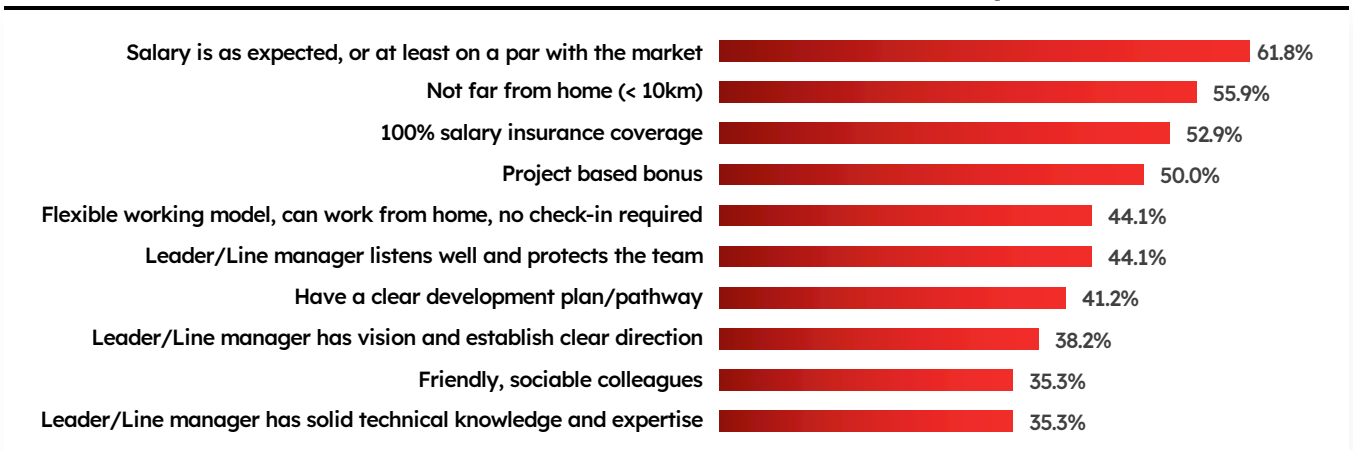 Salary is as expected, or at least on a par with the market 61.8%
Not far from home (< 10km) 55.9%
100% salary insurance coverage 52.9%
Project based bonus 50.0%
Flexible working model, can work from home, no check-in required 44.1%
Leader/Line manager listens well and protects the team 44.1%
Have a clear development plan/pathway 41.2%
Leader/Line manager has vision and establish clear direction 38.2%
Friendly, sociable colleagues 35.3%
Leader/Line manager has solid technical knowledge and expertise 35.3%